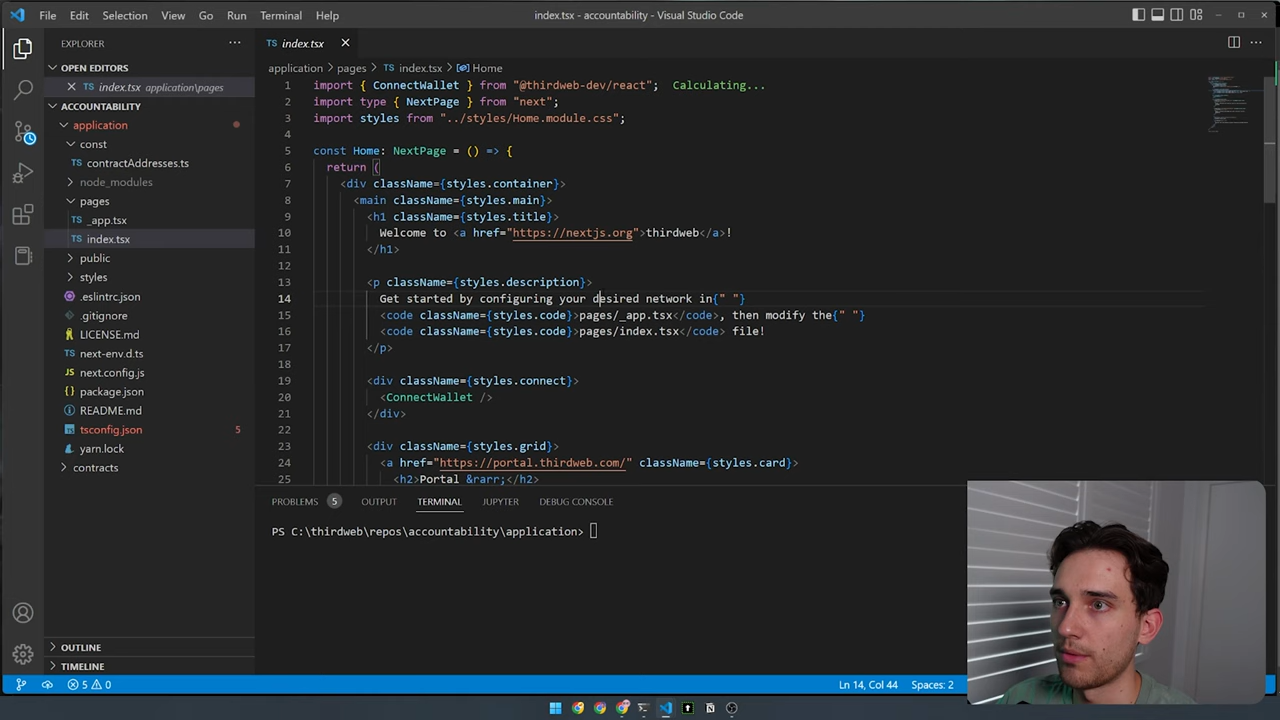 File Edit Selection View Go Run Terminal Help
index.tsx - accountability - Visual Studio Code
EXPLORER
OPEN EDITORS
index.tsx application\pages
ACCOUNTABILITY
application
const
contractAddresses.ts
node_modules
pages
_app.tsx
index.tsx
public
styles
.eslintrc.json
.gitignore
LICENSE.md
next-env.d.ts
next.config.js
package.json
README.md
tsconfig.json 5
yarn.lock
contracts
OUTLINE
TIMELINE
index.tsx
application > pages > index.tsx > Home
1 import { ConnectWallet } from "@thirdweb-dev/react"; Calculating...
2 import type { NextPage } from "next";
3 import styles from "../styles/Home.module.css";
4
5 const Home: NextPage = () => {
6 return (
7 <div className={styles.container}>
8 <main className={styles.main}>
9 <h1 className={styles.title}>
10 Welcome to <a href="https://nextjs.org">thirdweb</a>!
11 </h1>
12
13 <p className={styles.description}>
14 Get started by configuring your desired network in{" "}
15 <code className={styles.code}>pages/_app.tsx</code>, then modify the{" "}
16 <code className={styles.code}>pages/index.tsx</code> file!
17 </p>
18
19 <div className={styles.connect}>
20 <ConnectWallet />
21 </div>
22
23 <div className={styles.grid}>
24 <a href="https://portal.thirdweb.com/" className={styles.card}>
25 <h2>Portal &rarr;</h2>
PROBLEMS 5 OUTPUT TERMINAL JUPYTER DEBUG CONSOLE
PS C:\thirdweb\repos\accountability\application>
5 0
Ln 14, Col 44 Spaces: 2